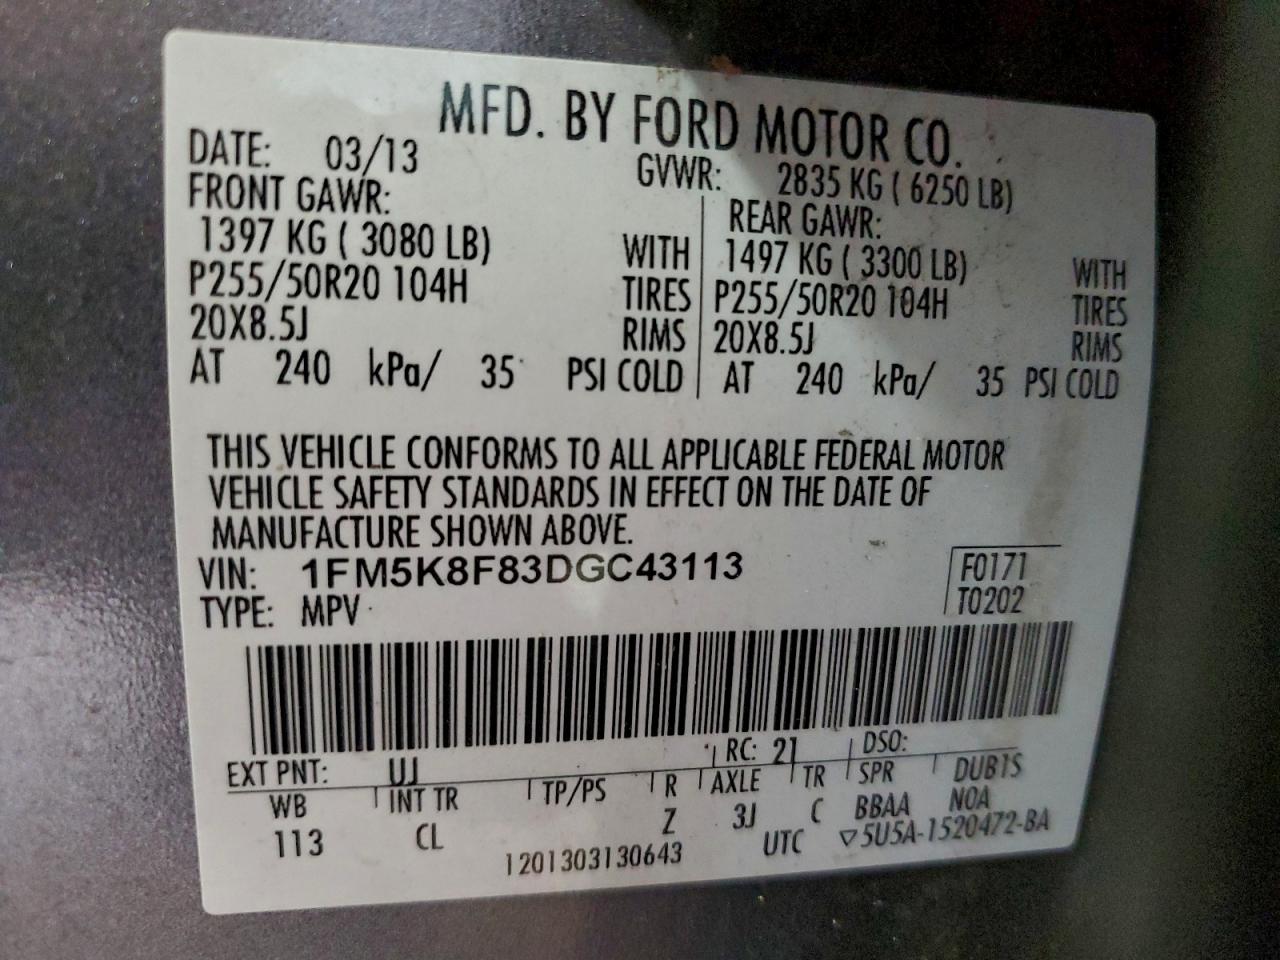 MFD. BY FORD MOTOR CO.
DATE: 03/13 GVWR: 2835 KG ( 6250 LB)
FRONT GAWR: REAR GAWR:
1397 KG ( 3080 LB) WITH 1497 KG ( 3300 LB) WITH
P255/50R20 104H TIRES P255/50R20 104H TIRES
20X8.5J RIMS 20X8.5J RIMS
AT 240 kPa/ 35 PSI COLD AT 240 kPa/ 35 PSI COLD
THIS VEHICLE CONFORMS TO ALL APPLICABLE FEDERAL MOTOR
VEHICLE SAFETY STANDARDS IN EFFECT ON THE DATE OF
MANUFACTURE SHOWN ABOVE.
VIN: 1FM5K8F83DGC43113 F0171
TYPE: MPV T0202
EXT PNT: UJ RC: 21 DSO:
WB INT TR TP/PS R AXLE TR SPR DUB1S
113 CL Z 3J C BBAA NOA
1201303130643 UTC ▽5U5A-1520472-BA